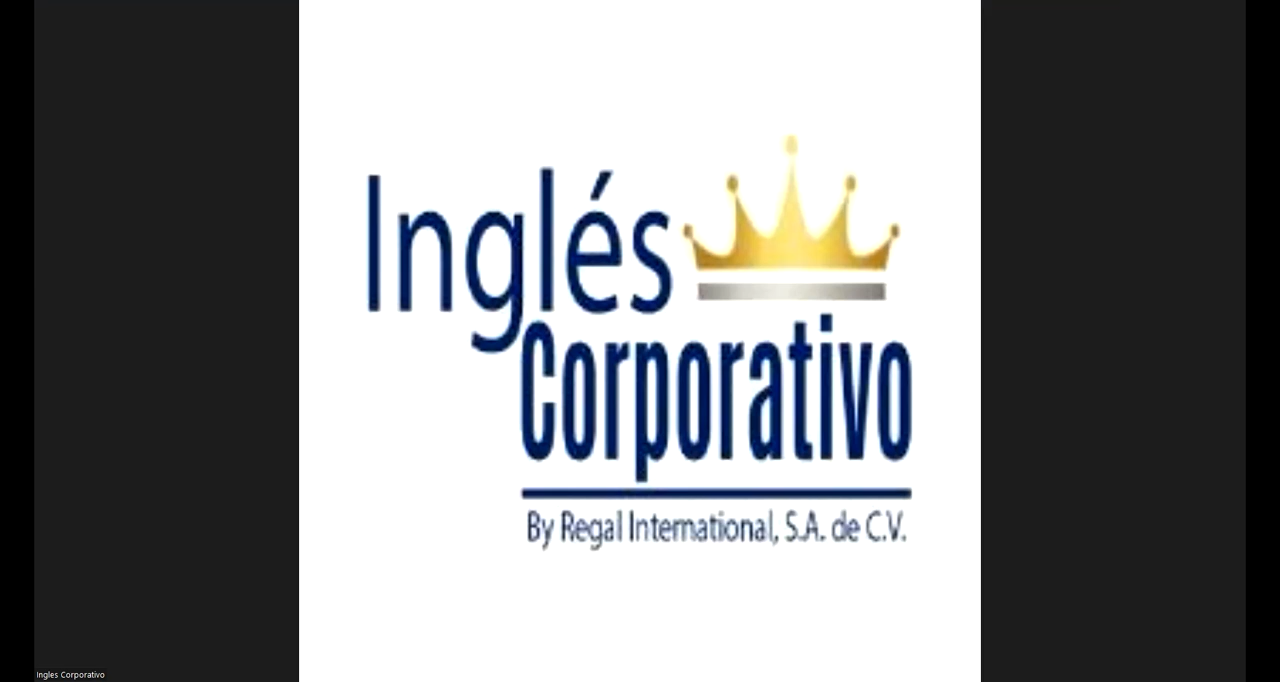 Inglés
Corporativo
By Regal International, S.A. de C.V.
Ingles Corporativo